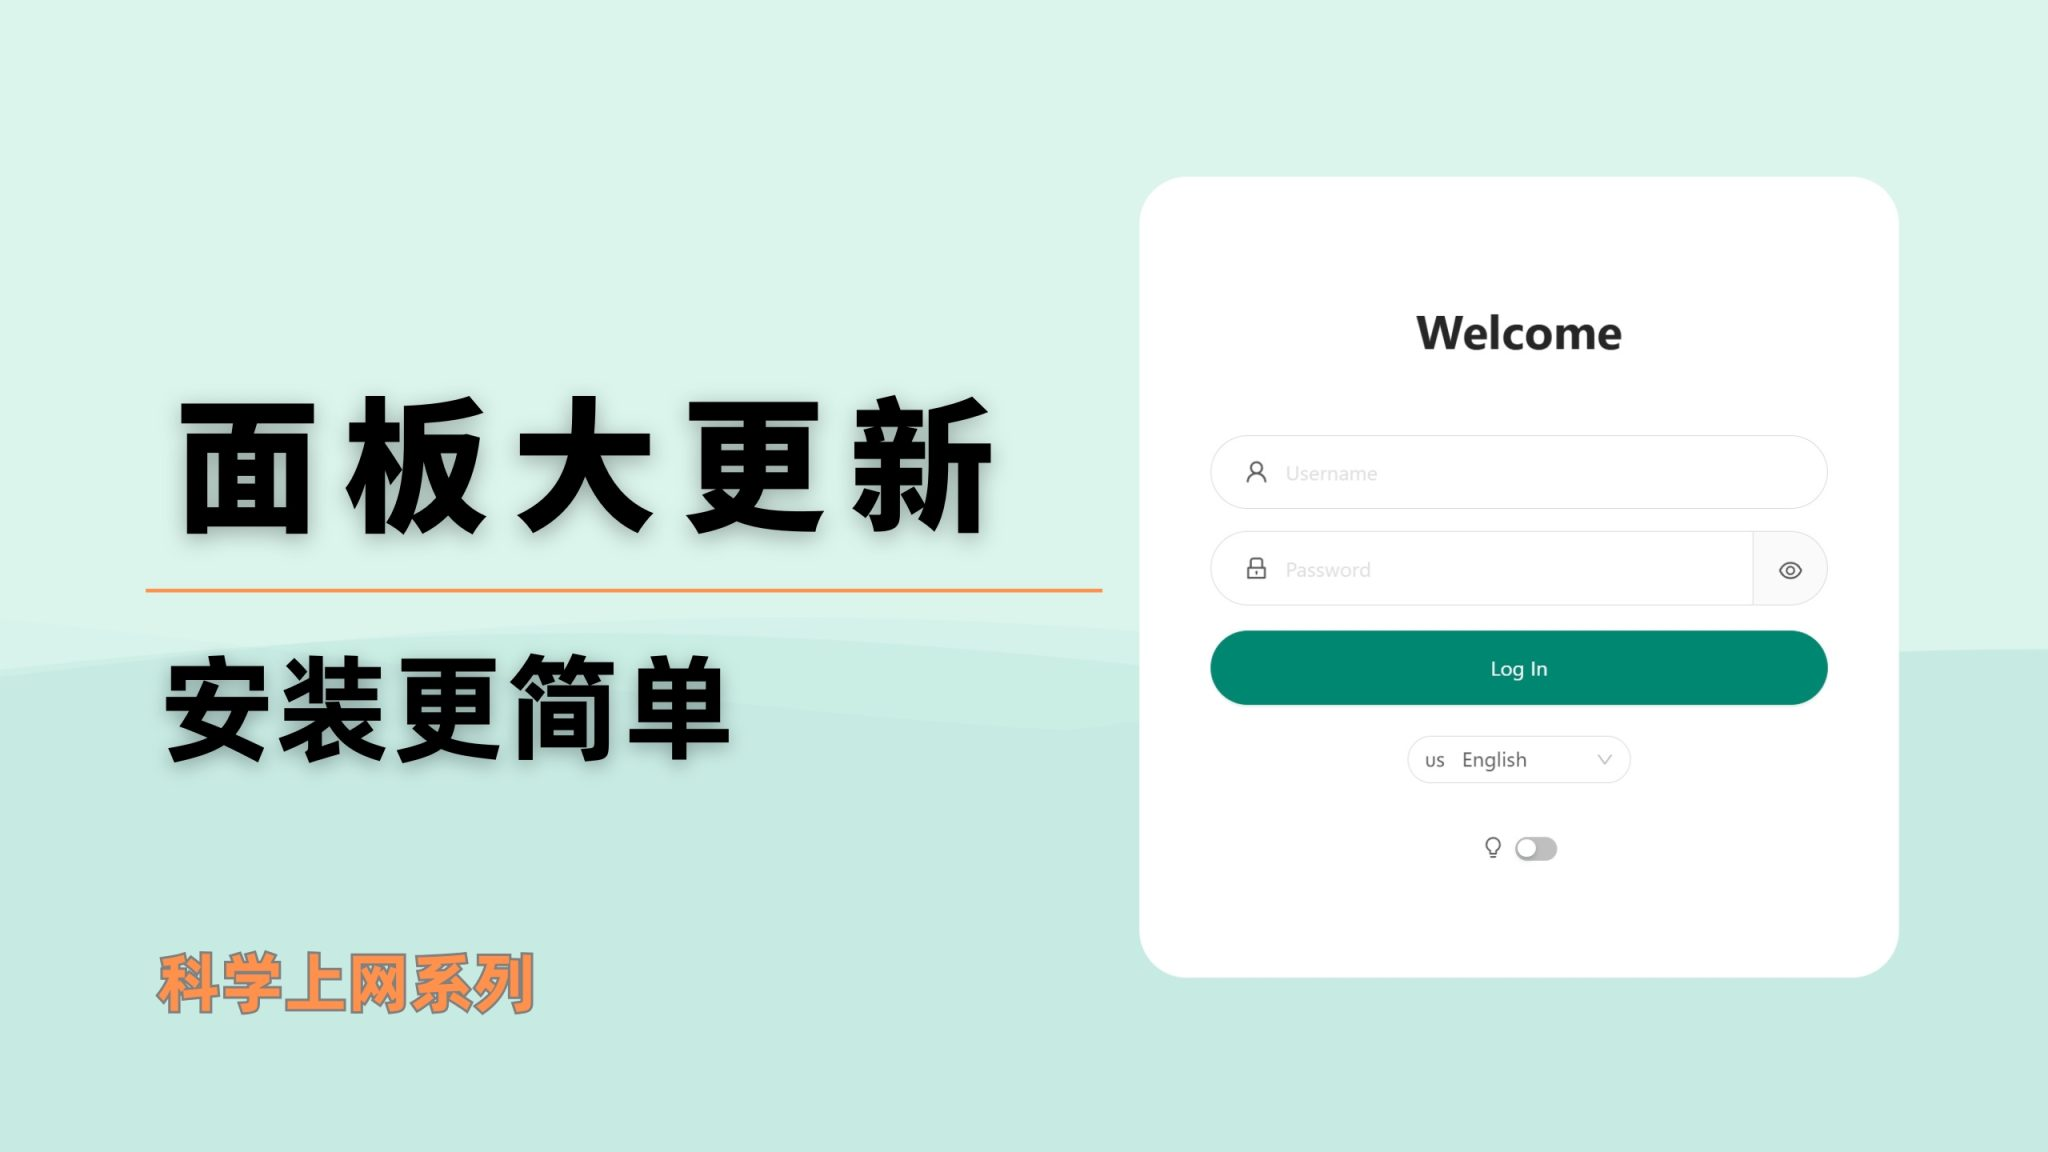 面板大更新
安装更简单
科学上网系列
Welcome
Username
Password
Log In
us English